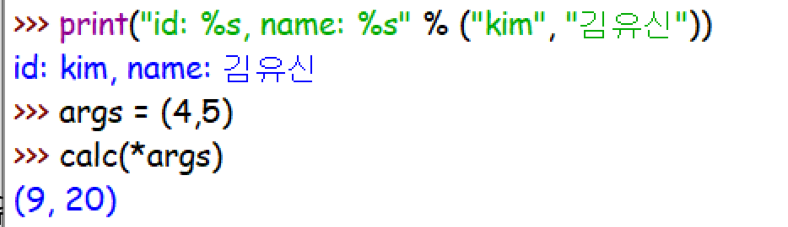 >>> print("id: %s, name: %s" % ("kim", "김유신"))
id: kim, name: 김유신
>>> args = (4,5)
>>> calc(*args)
(9, 20)